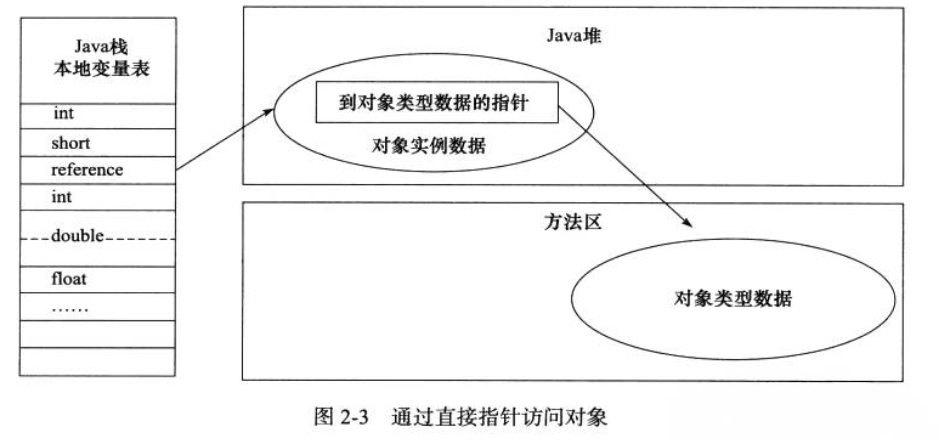 Java栈
本地变量表
int
short
reference
int
double
float
……
Java堆
到对象类型数据的指针
对象实例数据
方法区
对象类型数据
图 2-3 通过直接指针访问对象